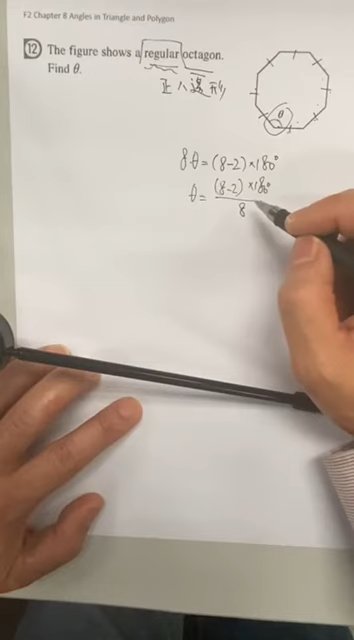 F2 Chapter 8 Angles in Triangle and Polygon
12 The figure shows a regular octagon.
Find θ.
正八边形
θ
8θ = (8-2) × 180°
θ = (8-2) × 180°
8